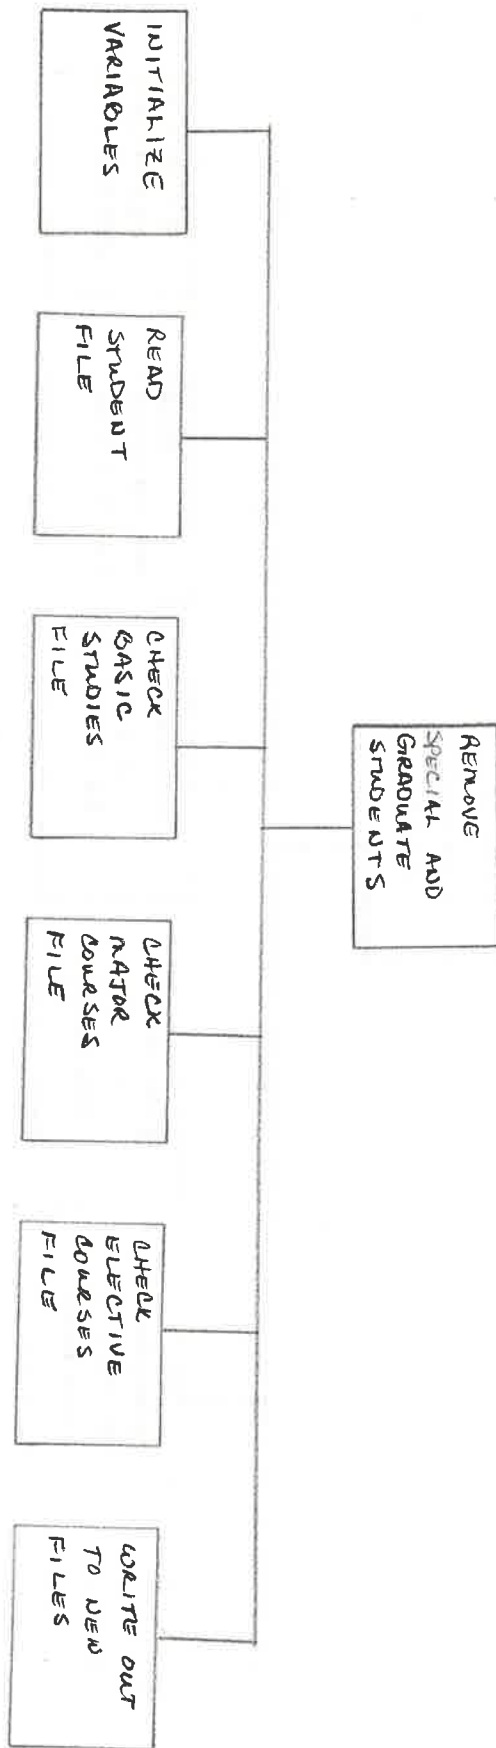 REMOVE
SPECIAL AND
GRADUATE
STUDENTS
INITIALIZE
VARIABLES
READ
STUDENT
FILE
CHECK
BASIC
STUDIES
FILE
CHECK
MAJOR
COURSES
FILE
CHECK
ELECTIVE
COURSES
FILE
WRITE OUT
TO NEW
FILES